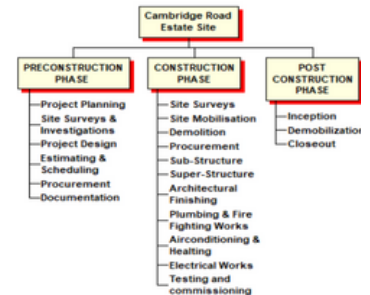 Cambridge Road
Estate Site
PRECONSTRUCTION
PHASE
Project Planning
Site Surveys &
Investigations
Project Design
Estimating &
Scheduling
Procurement
Documentation
CONSTRUCTION
PHASE
Site Surveys
Site Mobilisation
Demolition
Procurement
Sub-Structure
Super-Structure
Architectural
Finishing
Plumbing & Fire
Fighting Works
Airconditioning &
Healting
Electrical Works
Testing and
commissioning
POST
CONSTRUCTION
PHASE
Inception
Demobilizatio
Closeout